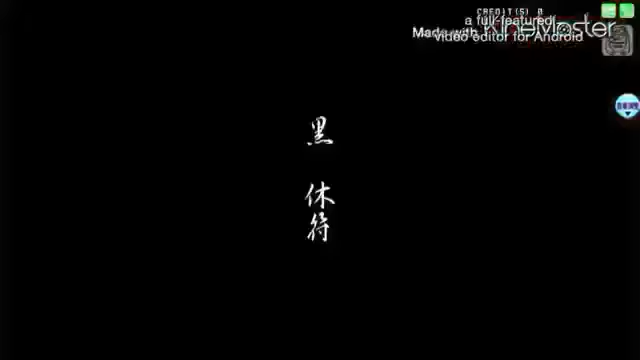 CREDIT(S) 0
a full-featured
Made with KineMaster
video editor for Android
黒
休符